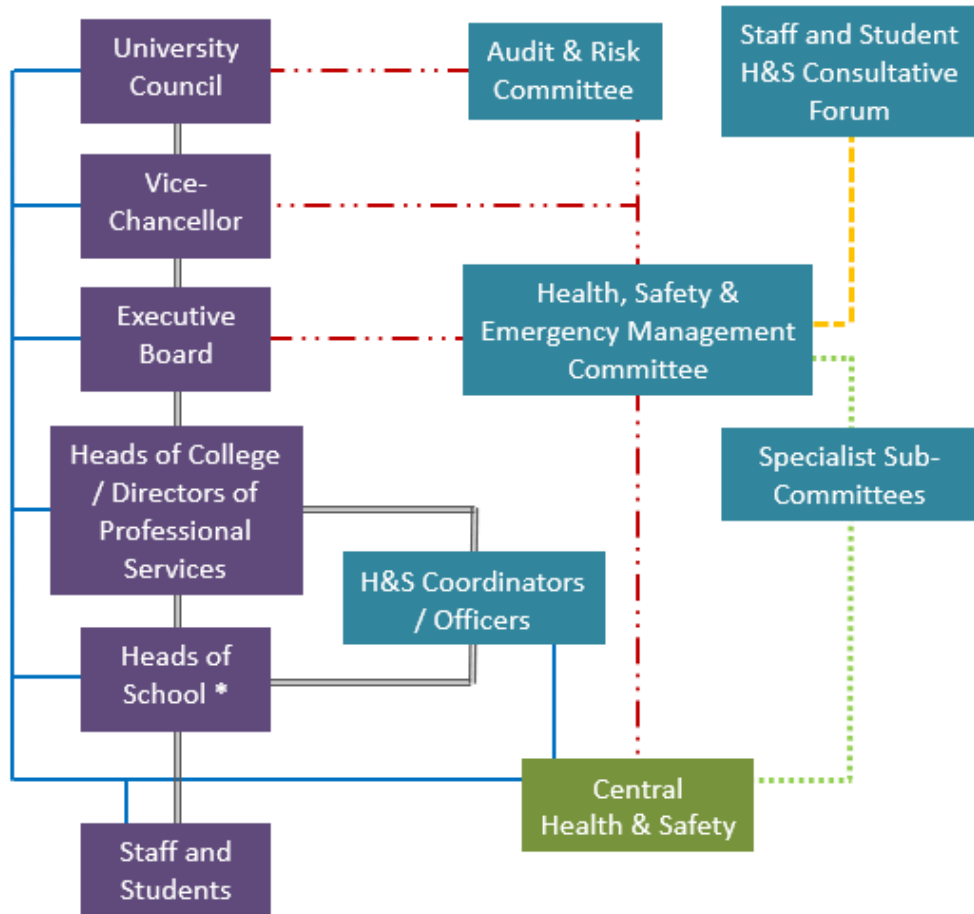 University
Council
Audit & Risk
Committee
Staff and Student
H&S Consultative
Forum
Vice-
Chancellor
Executive
Board
Health, Safety &
Emergency Management
Committee
Heads of College
/ Directors of
Professional
Services
Specialist Sub-
Committees
H&S Coordinators
/ Officers
Heads of
School *
Central
Health & Safety
Staff and
Students